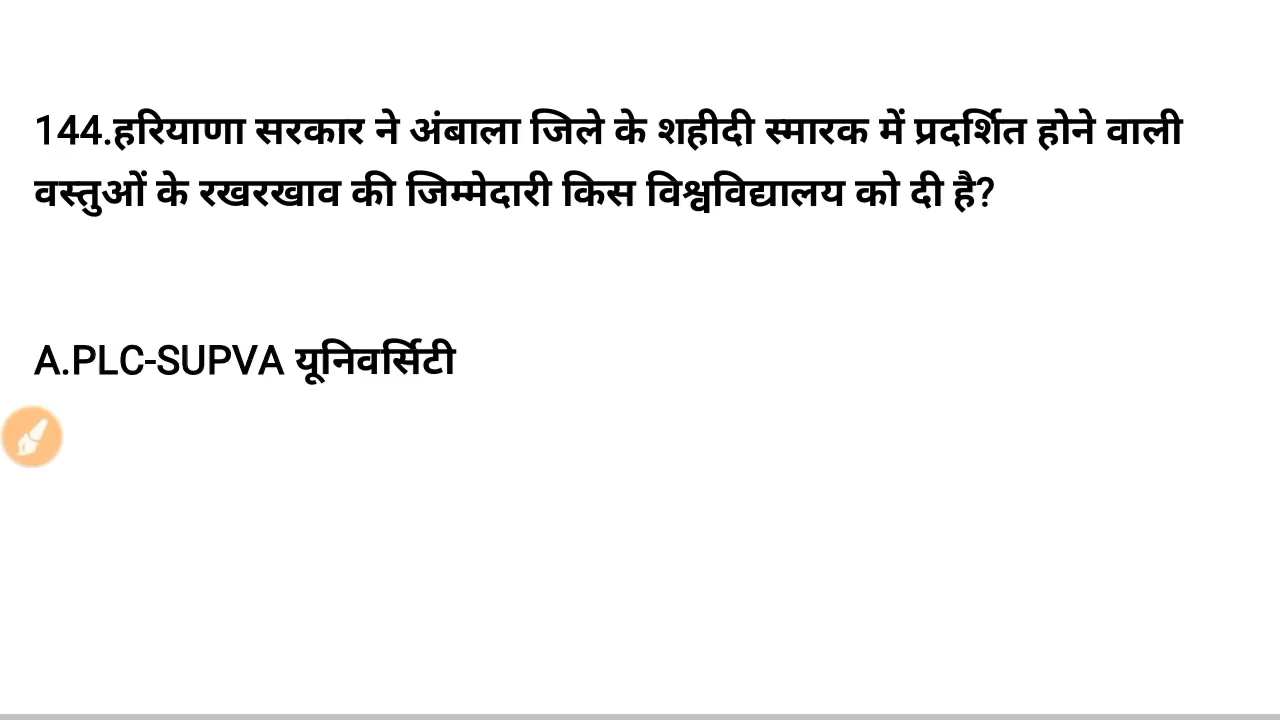 144.हरियाणा सरकार ने अंबाला जिले के शहीदी स्मारक में प्रदर्शित होने वाली
वस्तुओं के रखरखाव की जिम्मेदारी किस विश्वविद्यालय को दी है?
A.PLC-SUPVA यूनिवर्सिटी